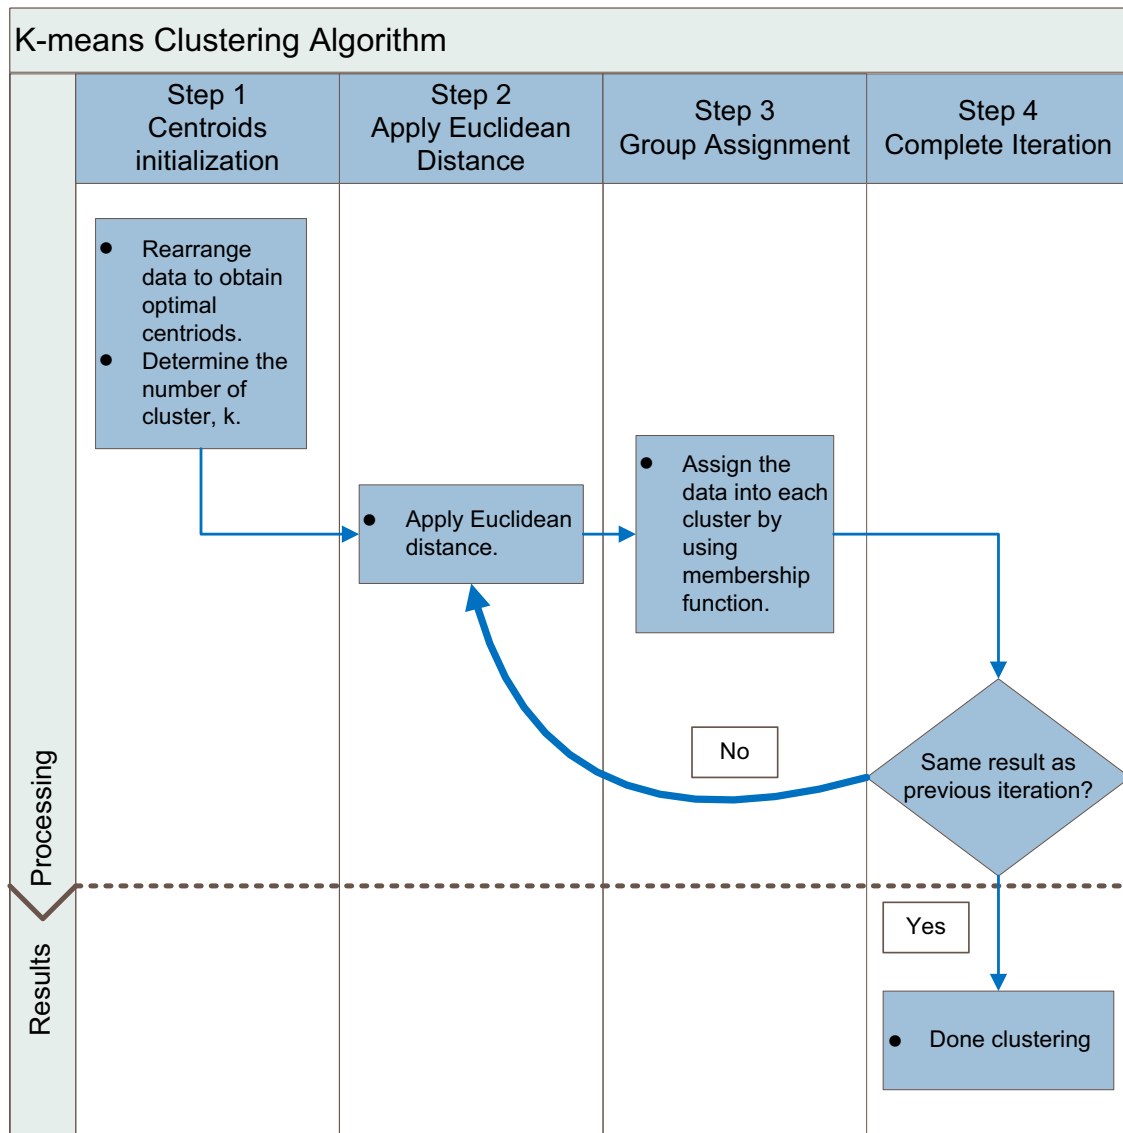 K-means Clustering Algorithm
Step 1
Centroids
initialization
Step 2
Apply Euclidean
Distance
Step 3
Group Assignment
Step 4
Complete Iteration
Rearrange
data to obtain
optimal
centriods.
Determine the
number of
cluster, k.
Apply Euclidean
distance.
Assign the
data into each
cluster by
using
membership
function.
Same result as
previous iteration?
No
Yes
Done clustering
Processing
Results